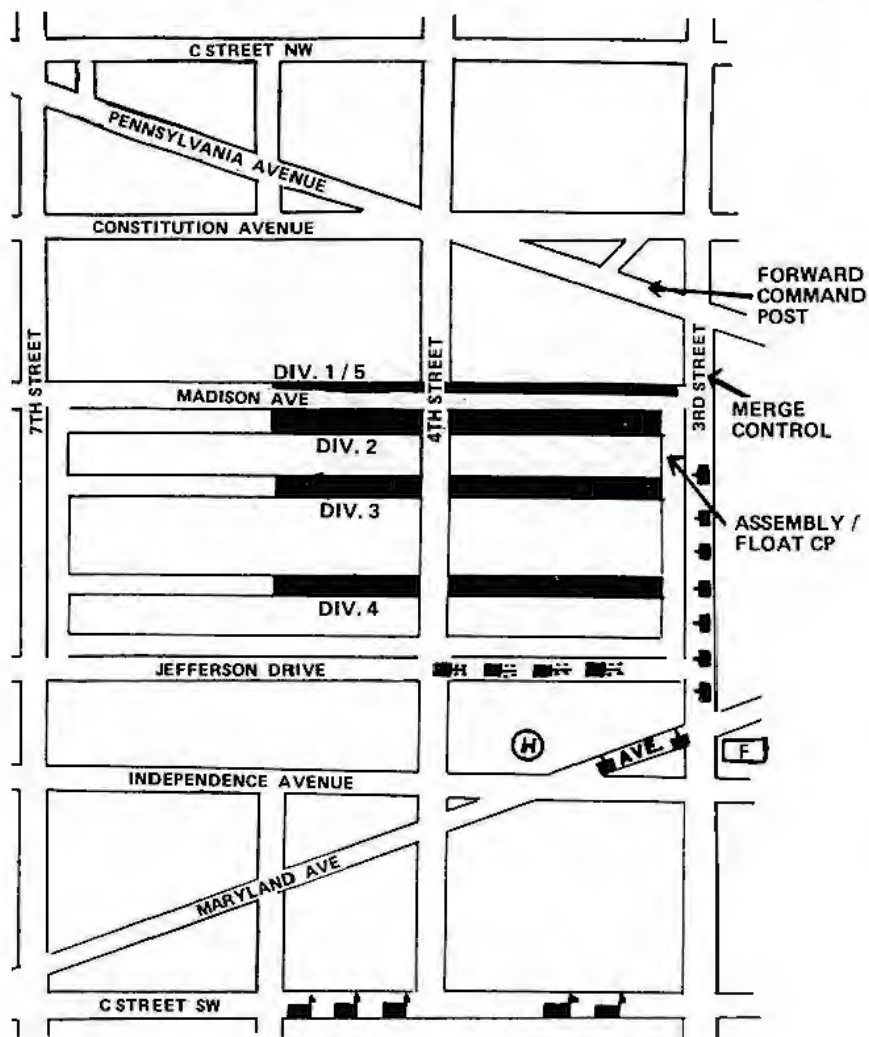 C STREET NW
PENNSYLVANIA AVENUE
CONSTITUTION AVENUE
FORWARD
COMMAND
POST
7TH STREET
4TH STREET
3RD STREET
DIV. 1 / 5
MADISON AVE
MERGE
CONTROL
DIV. 2
DIV. 3
ASSEMBLY /
FLOAT CP
DIV. 4
JEFFERSON DRIVE
H
AVE.
F
INDEPENDENCE AVENUE
MARYLAND AVE
C STREET SW